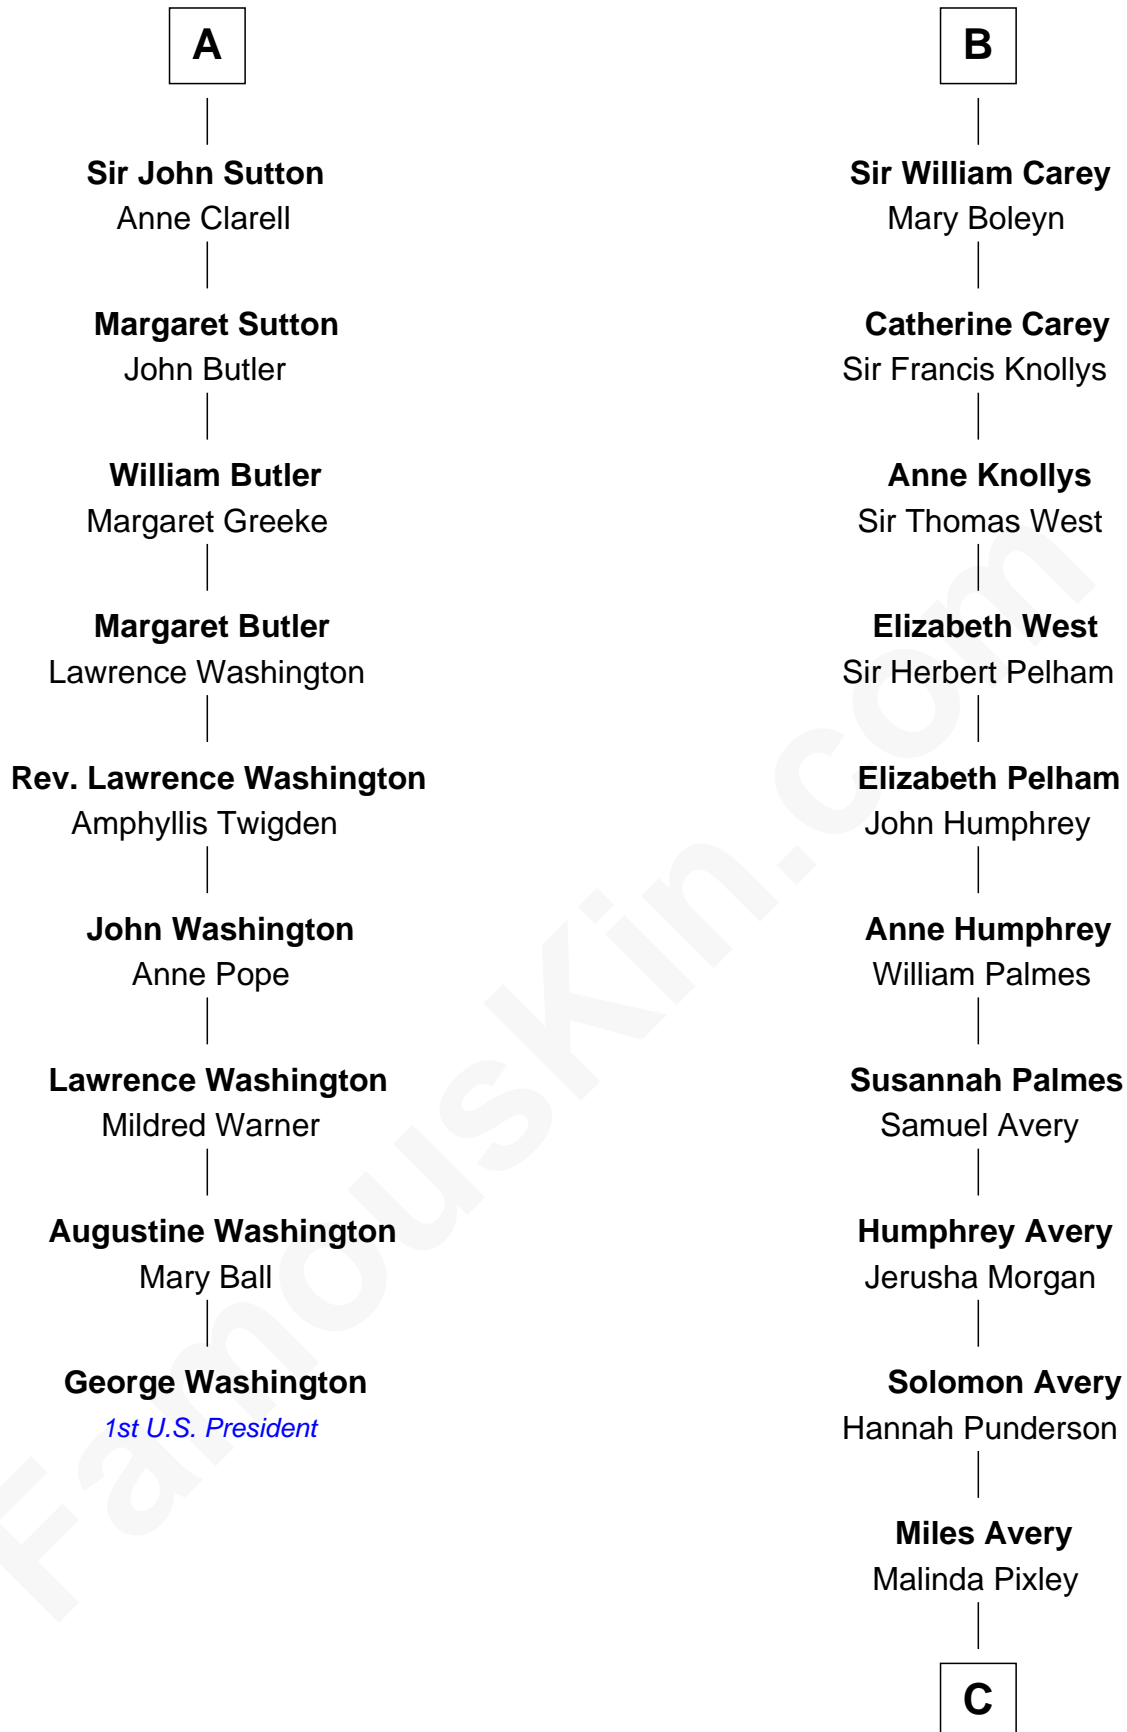 A
Sir John Sutton
Anne Clarell
Margaret Sutton
John Butler
William Butler
Margaret Greeke
Margaret Butler
Lawrence Washington
Rev. Lawrence Washington
Amphyllis Twigden
John Washington
Anne Pope
Lawrence Washington
Mildred Warner
Augustine Washington
Mary Ball
George Washington
1st U.S. President
B
Sir William Carey
Mary Boleyn
Catherine Carey
Sir Francis Knollys
Anne Knollys
Sir Thomas West
Elizabeth West
Sir Herbert Pelham
Elizabeth Pelham
John Humphrey
Anne Humphrey
William Palmes
Susannah Palmes
Samuel Avery
Humphrey Avery
Jerusha Morgan
Solomon Avery
Hannah Punderson
Miles Avery
Malinda Pixley
C
FamousKin.com